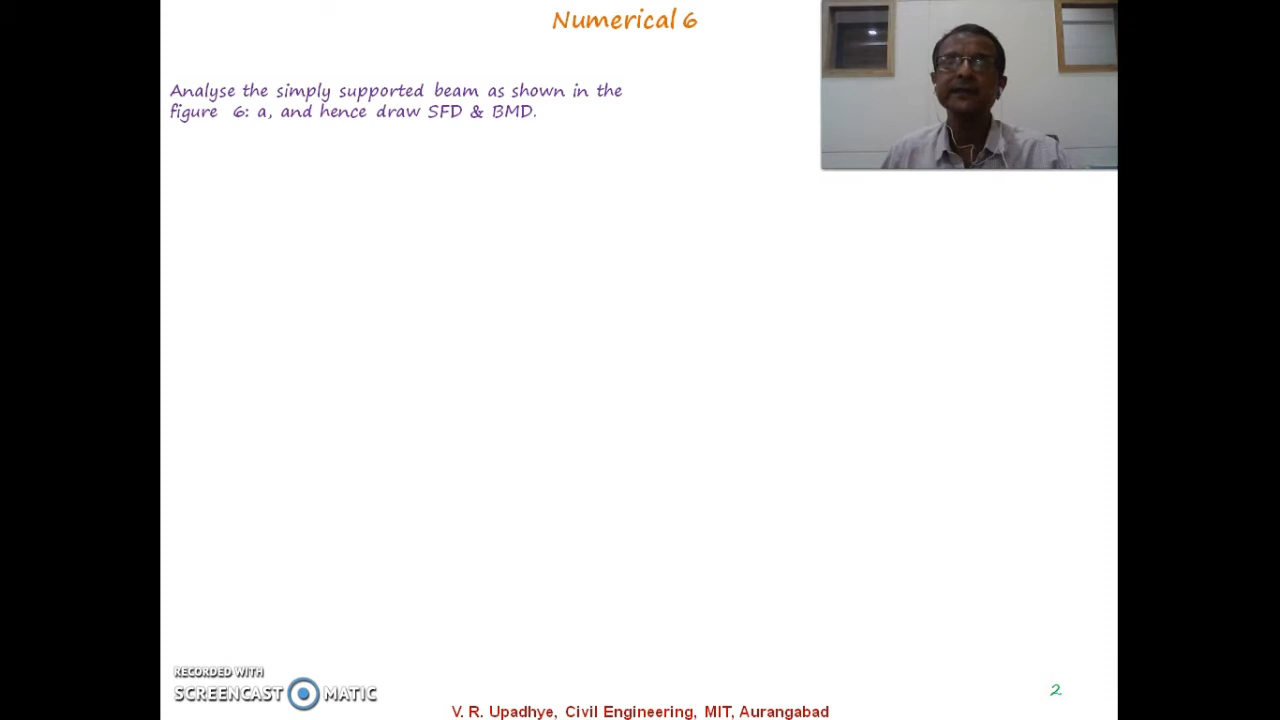 Numerical 6
Analyse the simply supported beam as shown in the
figure 6: a, and hence draw SFD & BMD.
RECORDED WITH
SCREENCAST MATIC
2
V. R. Upadhye, Civil Engineering, MIT, Aurangabad